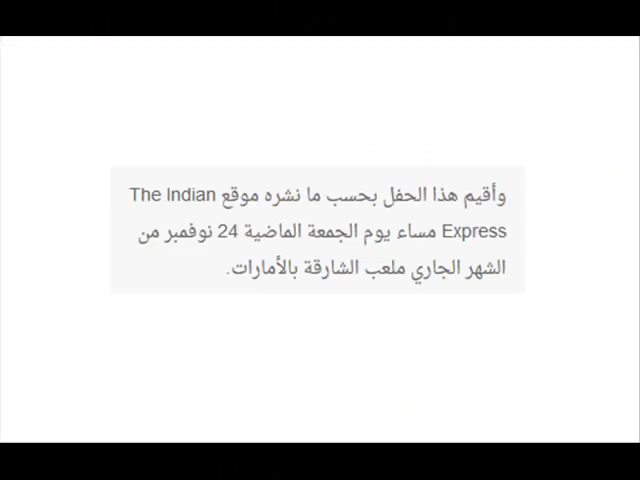 وأقيم هذا الحفل بحسب ما نشره موقع The Indian
Express مساء يوم الجمعة الماضية 24 نوفمبر من
الشهر الجاري ملعب الشارقة بالأمارات.